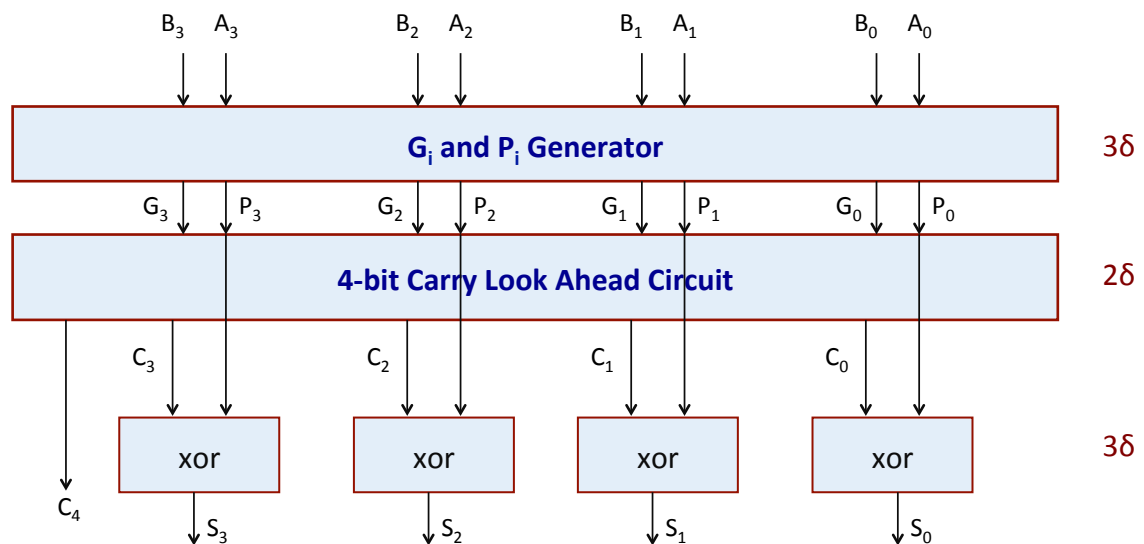 B₃ A₃ B₂ A₂ B₁ A₁ B₀ A₀
Gᵢ and Pᵢ Generator 3δ
G₃ P₃ G₂ P₂ G₁ P₁ G₀ P₀
4-bit Carry Look Ahead Circuit 2δ
C₃ C₂ C₁ C₀
xor xor xor xor 3δ
C₄ S₃ S₂ S₁ S₀